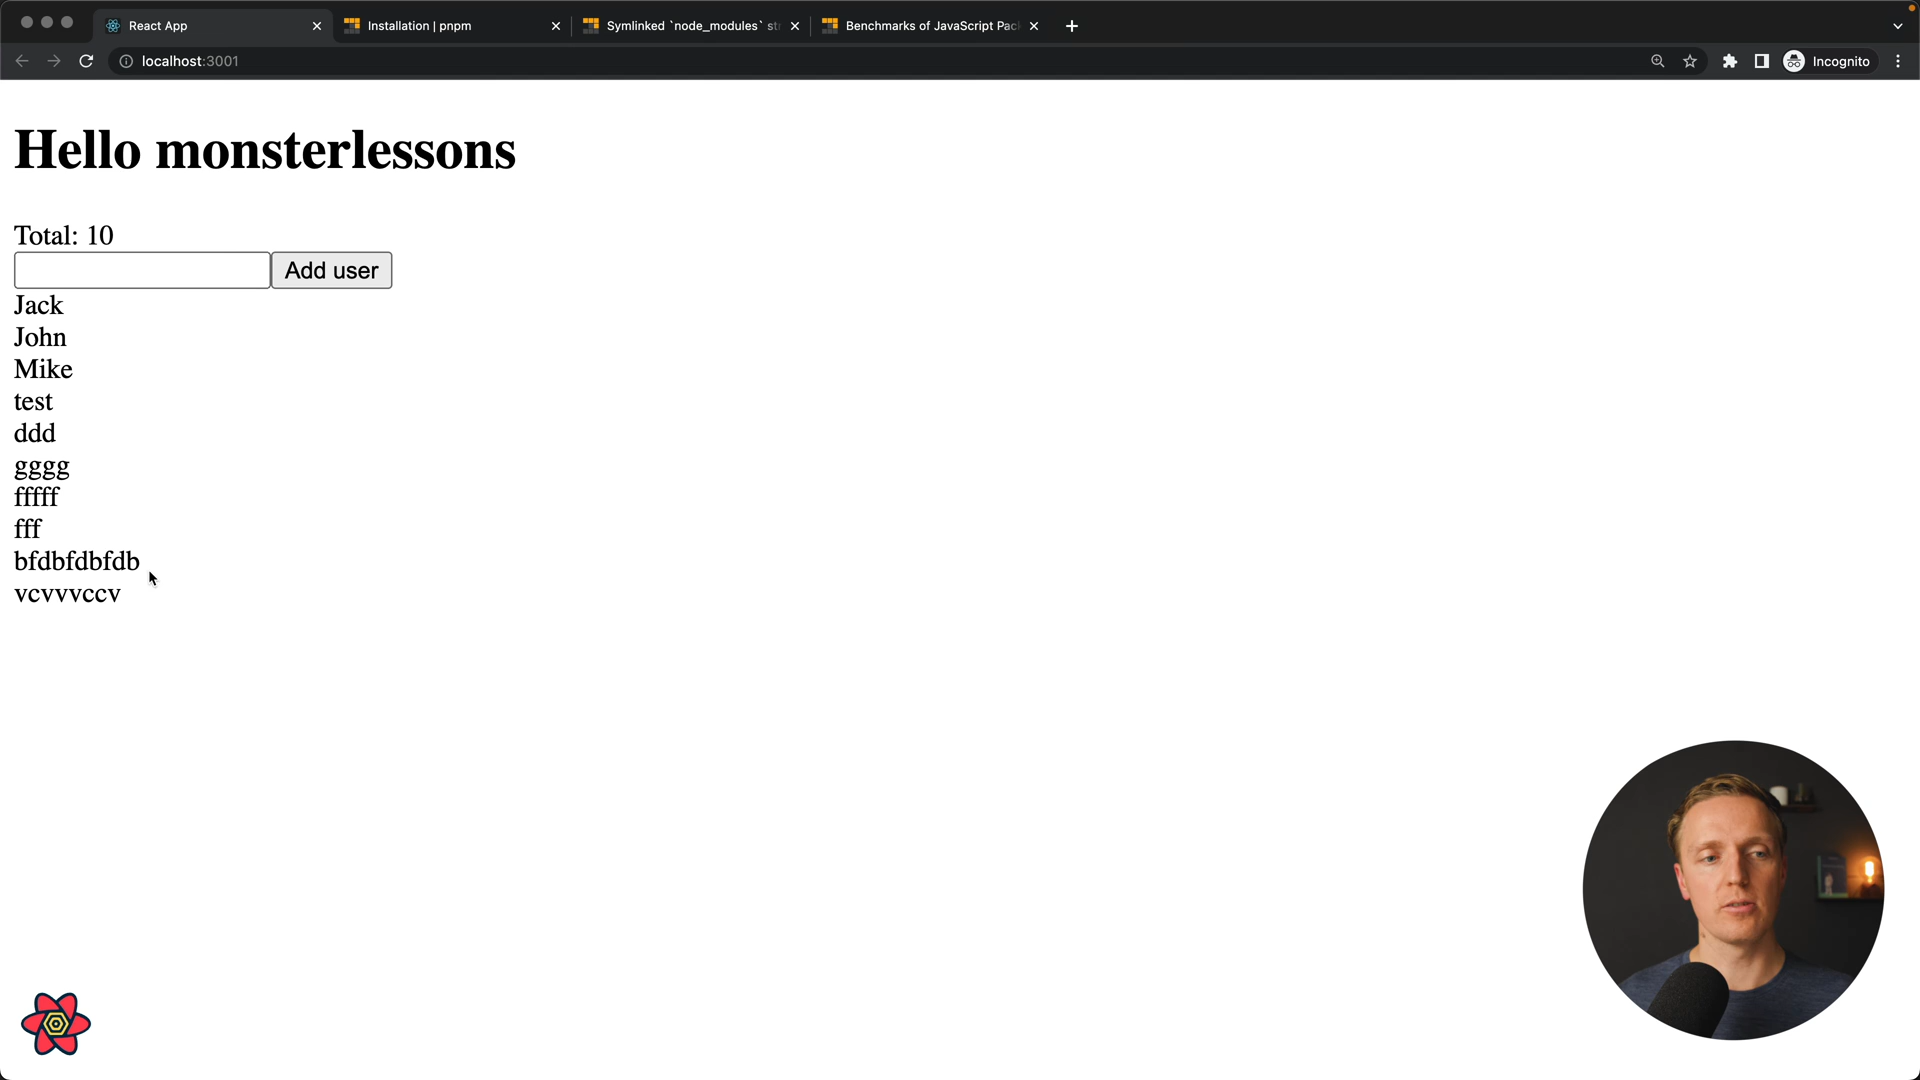 React App
Installation | pnpm
Symlinked `node_modules` str
Benchmarks of JavaScript Pac
localhost:3001
Incognito
Hello monsterlessons
Total: 10
Add user
Jack
John
Mike
test
ddd
gggg
fffff
fff
bfdbfdbfdb
vcvvvccv